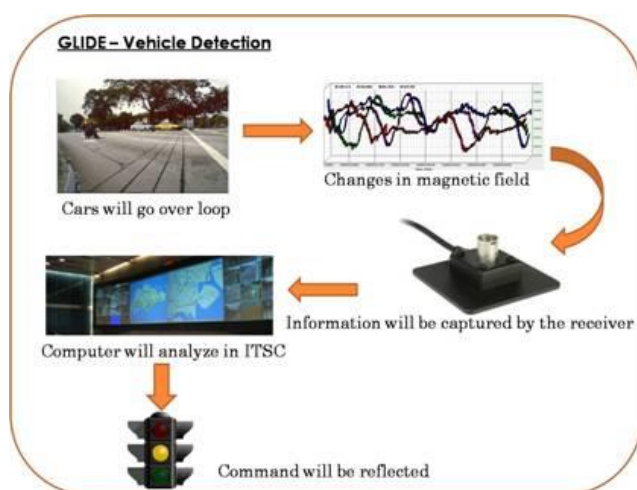 GLIDE – Vehicle Detection
Cars will go over loop
Changes in magnetic field
Information will be captured by the receiver
Computer will analyze in ITSC
Command will be reflected